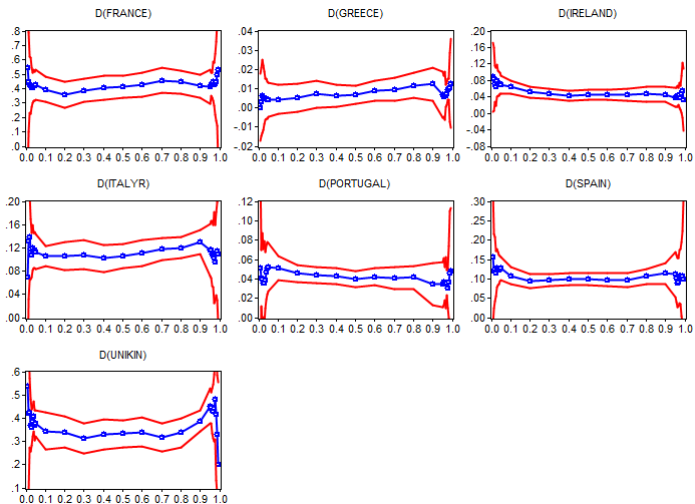 D(FRANCE) D(GREECE) D(IRELAND)
.8 .04 .20
.7 .03 .16
.6 .12
.5 .02 .08
.4 .01 .04
.3 .00 .00
.2 -.01 -.04
.1
.0 -.02 -.08
0.0 0.1 0.2 0.3 0.4 0.5 0.6 0.7 0.8 0.9 1.0 0.0 0.1 0.2 0.3 0.4 0.5 0.6 0.7 0.8 0.9 1.0 0.0 0.1 0.2 0.3 0.4 0.5 0.6 0.7 0.8 0.9 1.0
D(ITALYR) D(PORTUGAL) D(SPAIN)
.20 .12 .30
.16 .10 .25
.08 .20
.12 .06 .15
.08 .04 .10
.04 .02 .05
.00 .00 .00
0.0 0.1 0.2 0.3 0.4 0.5 0.6 0.7 0.8 0.9 1.0 0.0 0.1 0.2 0.3 0.4 0.5 0.6 0.7 0.8 0.9 1.0 0.0 0.1 0.2 0.3 0.4 0.5 0.6 0.7 0.8 0.9 1.0
D(UNIKIN)
.6
.5
.4
.3
.2
.1
0.0 0.1 0.2 0.3 0.4 0.5 0.6 0.7 0.8 0.9 1.0